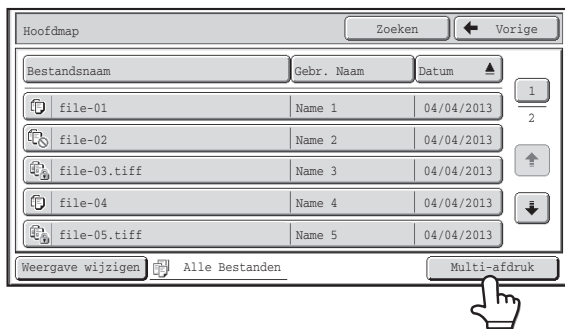 Hoofdmap Zoeken Vorige
Bestandsnaam Gebr. Naam Datum
1
file-01 Name 1 04/04/2013
2
file-02 Name 2 04/04/2013
file-03.tiff Name 3 04/04/2013
file-04 Name 4 04/04/2013
file-05.tiff Name 5 04/04/2013
Weergave wijzigen Alle Bestanden Multi-afdruk